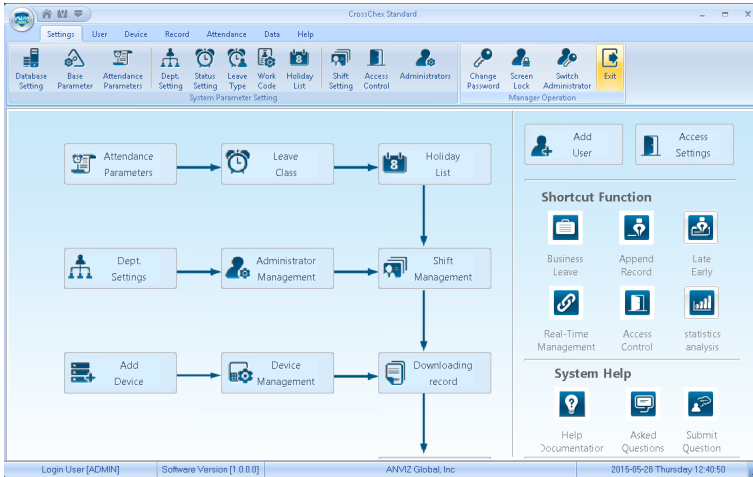 CrossChex Standard
Settings User Device Record Attendance Data Help
Database Base Attendance Dept. Status Leave Work Holiday Shift Access Administrators Change Screen Switch Exit
Setting Parameter Parameters Setting Setting Type Code List Setting Control Password Lock Administrator
System Parameter Setting Manager Operation
Attendance
Parameters
Leave
Class
Holiday
List
Add
User
Access
Settings
Shortcut Function
Business
Leave
Append
Record
Late
Early
Dept.
Settings
Administrator
Management
Shift
Management
Real-Time
Management
Access
Control
statistics
analysis
Add
Device
Device
Management
Downloading
record
System Help
Help
Documentation
Asked
Questions
Submit
Question
Login User [ADMIN] Software Version [1.0.0.0] ANVIZ Global, Inc 2015-05-28 Thursday 12:40:50